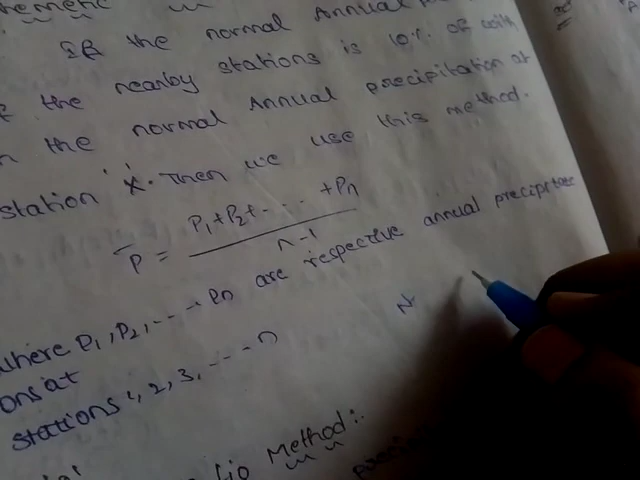 If the normal Annual
the nearby stations is 10% of with
the normal Annual precipitation at
station 'x'. Then we use this method.
P̅ = P1+P2+.... +Pn / n-1
where P1, P2, .... Pn are respective annual precipitate
ons at
stations 1, 2, 3, .... n
Method:-